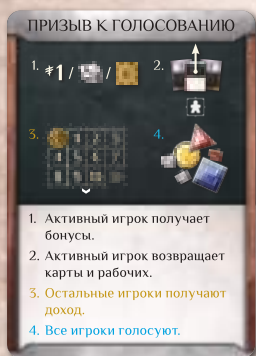 ПРИЗЫВ К ГОЛОСОВАНИЮ
1. 1 / / 2.
3. 4.
1. Активный игрок получает
бонусы.
2. Активный игрок возвращает
карты и рабочих.
3. Остальные игроки получают
доход.
4. Все игроки голосуют.